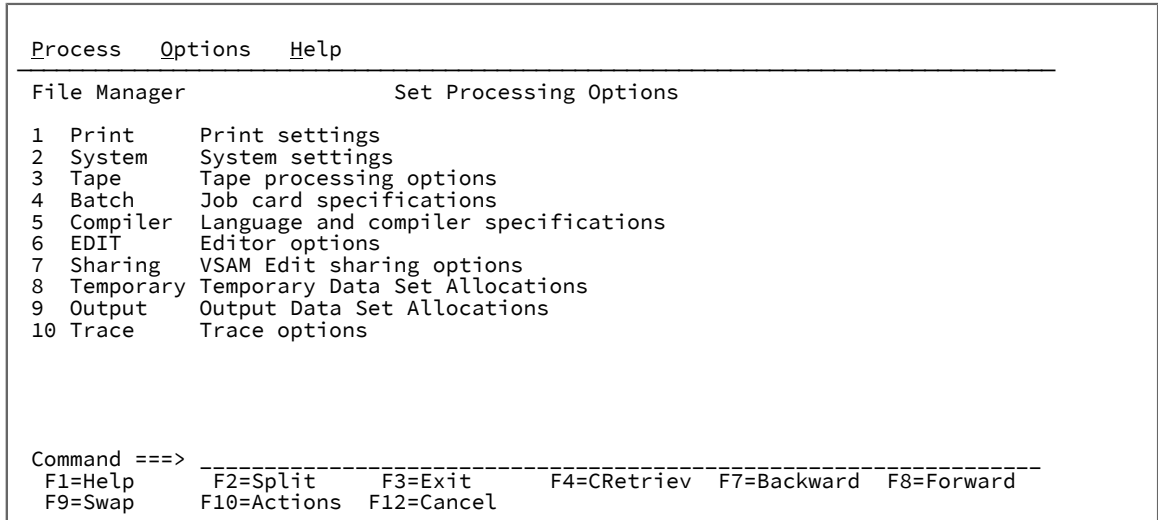 Process   Options   Help
File Manager                Set Processing Options
1  Print     Print settings
2  System    System settings
3  Tape      Tape processing options
4  Batch     Job card specifications
5  Compiler  Language and compiler specifications
6  EDIT      Editor options
7  Sharing   VSAM Edit sharing options
8  Temporary Temporary Data Set Allocations
9  Output    Output Data Set Allocations
10 Trace     Trace options
Command ===> _________________________________________________________________
F1=Help      F2=Split     F3=Exit      F4=CRetriev  F7=Backward  F8=Forward
F9=Swap     F10=Actions  F12=Cancel